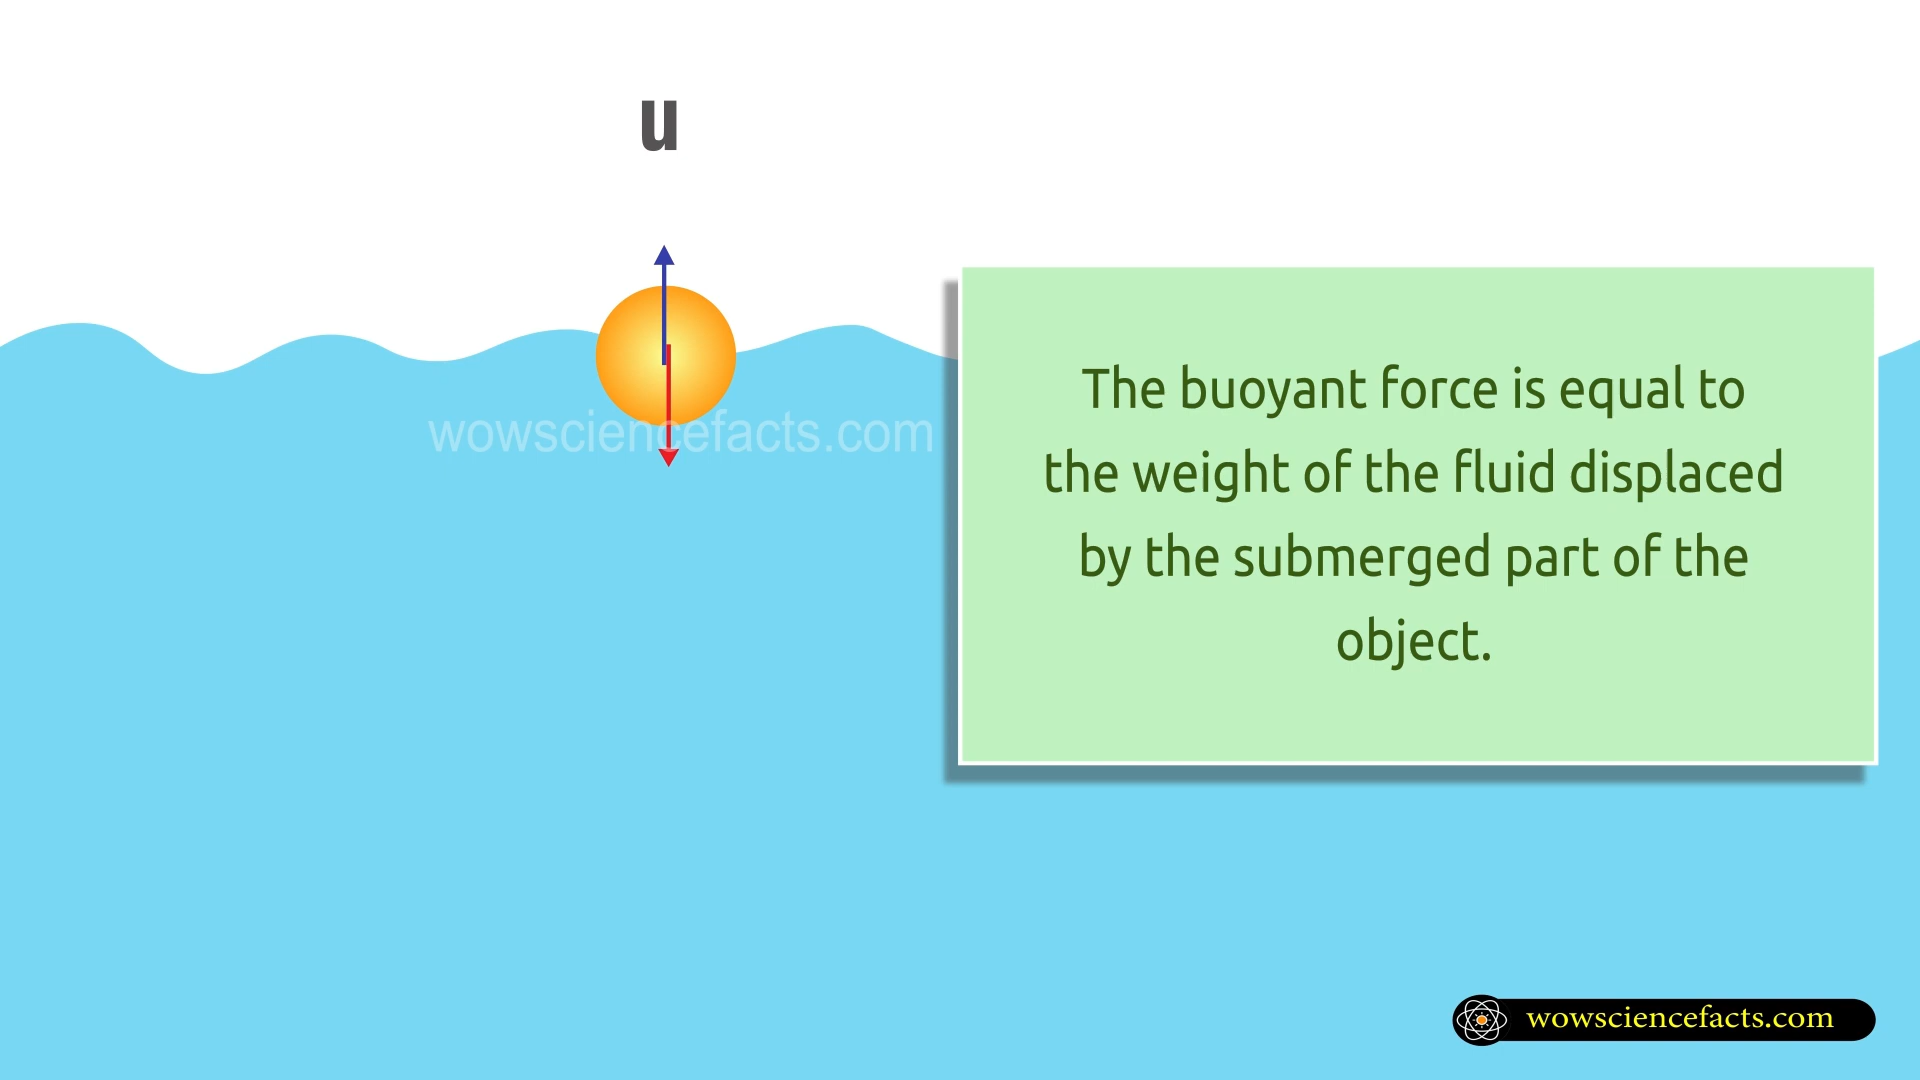 u
The buoyant force is equal to
the weight of the fluid displaced
by the submerged part of the
object.
wowsciencefacts.com
wowsciencefacts.com